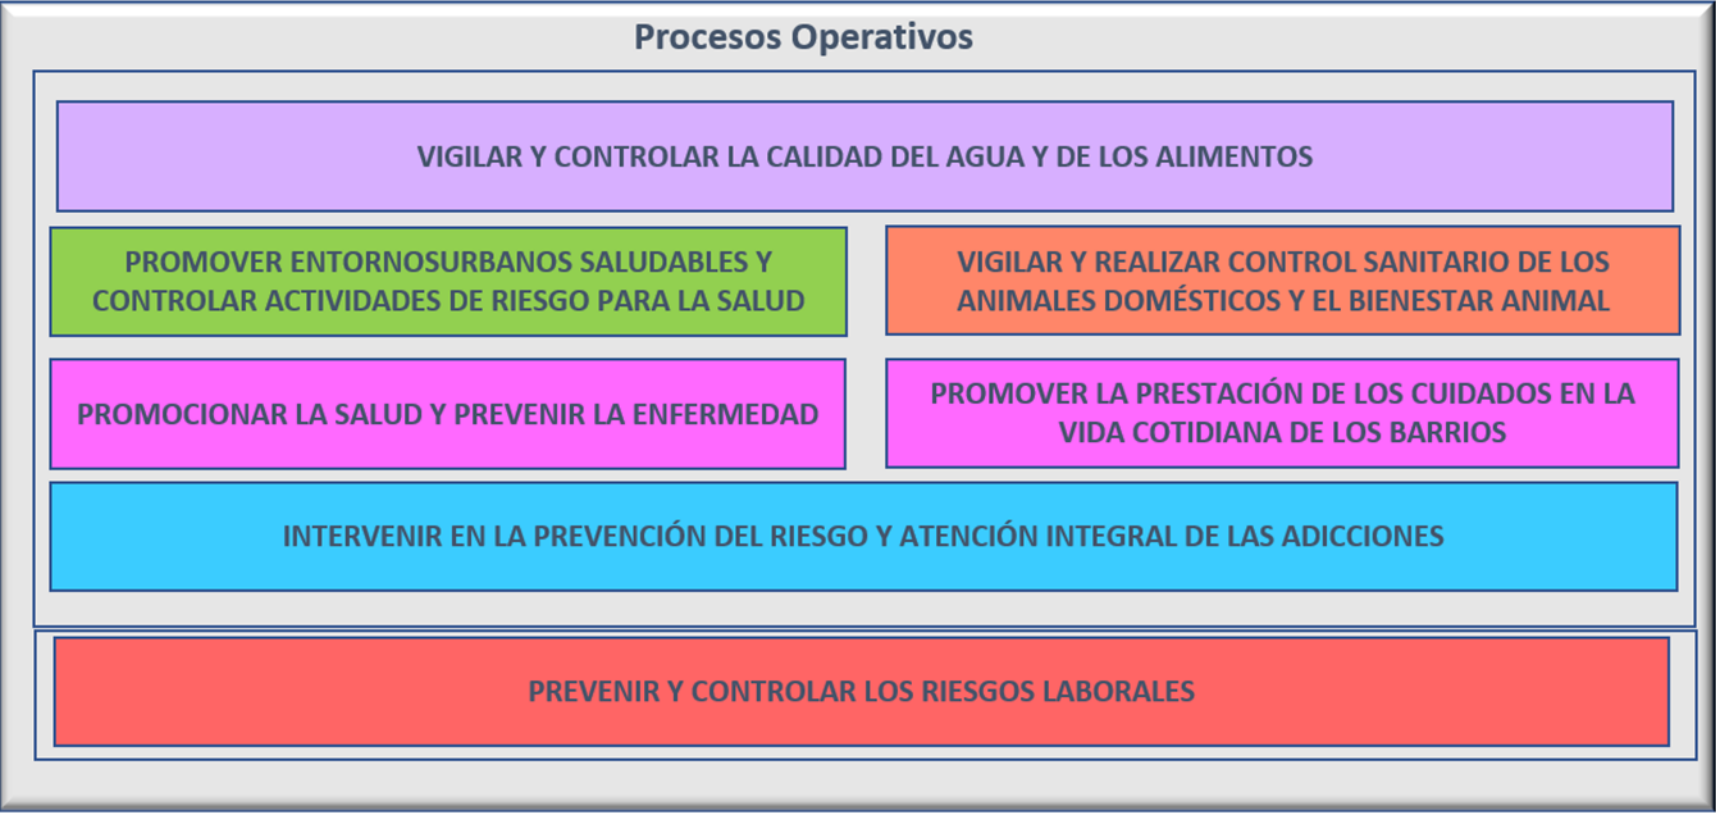 Procesos Operativos
VIGILAR Y CONTROLAR LA CALIDAD DEL AGUA Y DE LOS ALIMENTOS
PROMOVER ENTORNOSURBANOS SALUDABLES Y
CONTROLAR ACTIVIDADES DE RIESGO PARA LA SALUD
VIGILAR Y REALIZAR CONTROL SANITARIO DE LOS
ANIMALES DOMÉSTICOS Y EL BIENESTAR ANIMAL
PROMOCIONAR LA SALUD Y PREVENIR LA ENFERMEDAD
PROMOVER LA PRESTACIÓN DE LOS CUIDADOS EN LA
VIDA COTIDIANA DE LOS BARRIOS
INTERVENIR EN LA PREVENCIÓN DEL RIESGO Y ATENCIÓN INTEGRAL DE LAS ADICCIONES
PREVENIR Y CONTROLAR LOS RIESGOS LABORALES